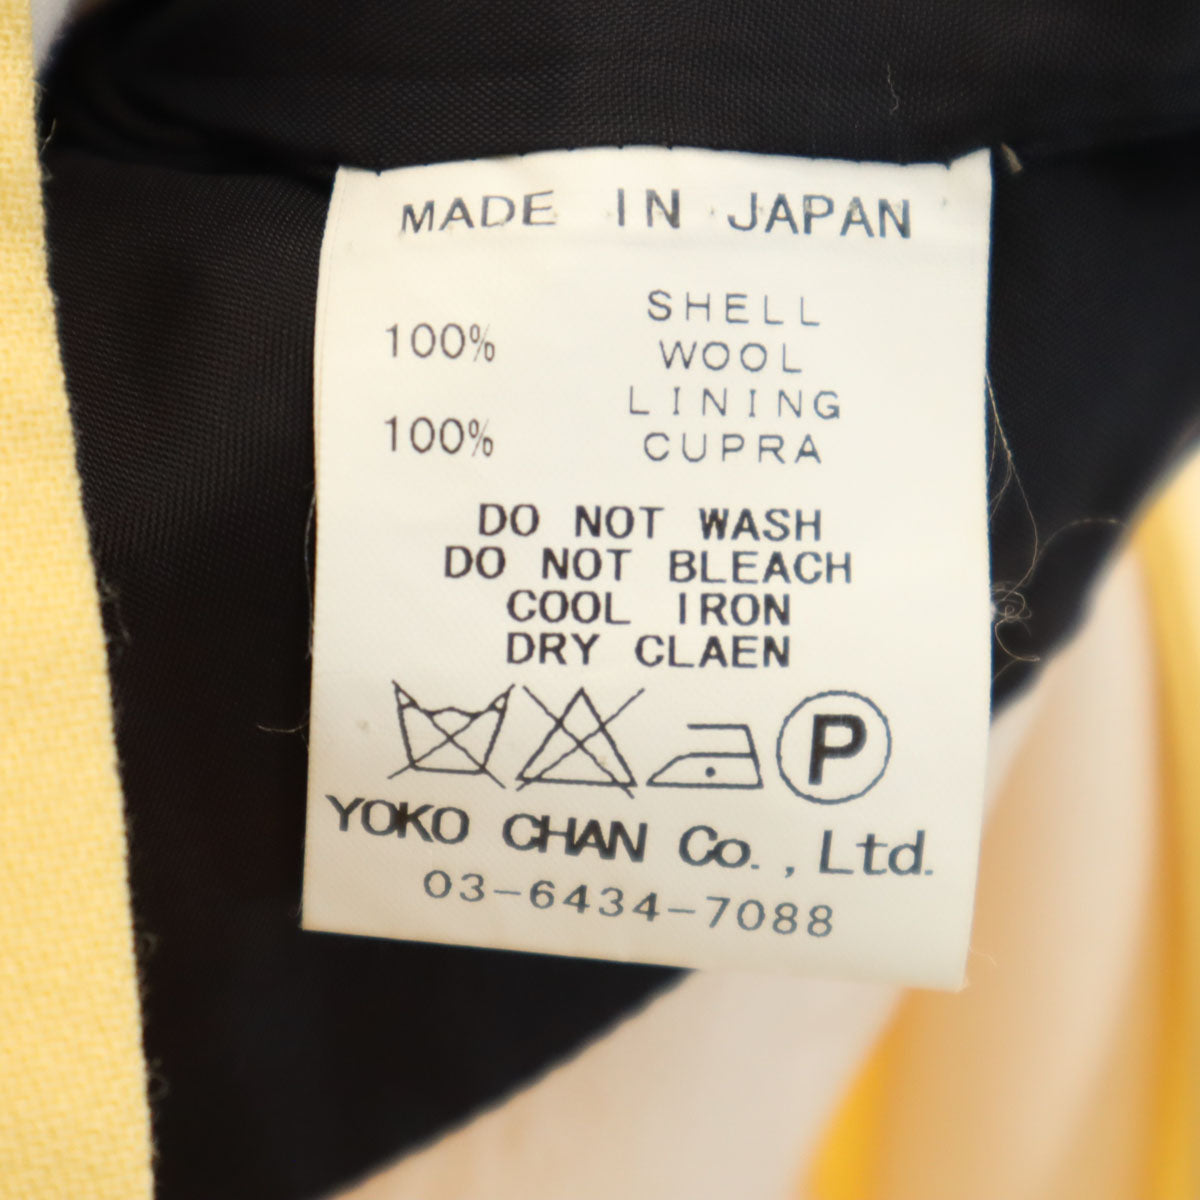 MADE IN JAPAN
SHELL
100% WOOL
LINING
100% CUPRA
DO NOT WASH
DO NOT BLEACH
COOL IRON
DRY CLAEN
P
YOKO CHAN Co., Ltd.
03-6434-7088